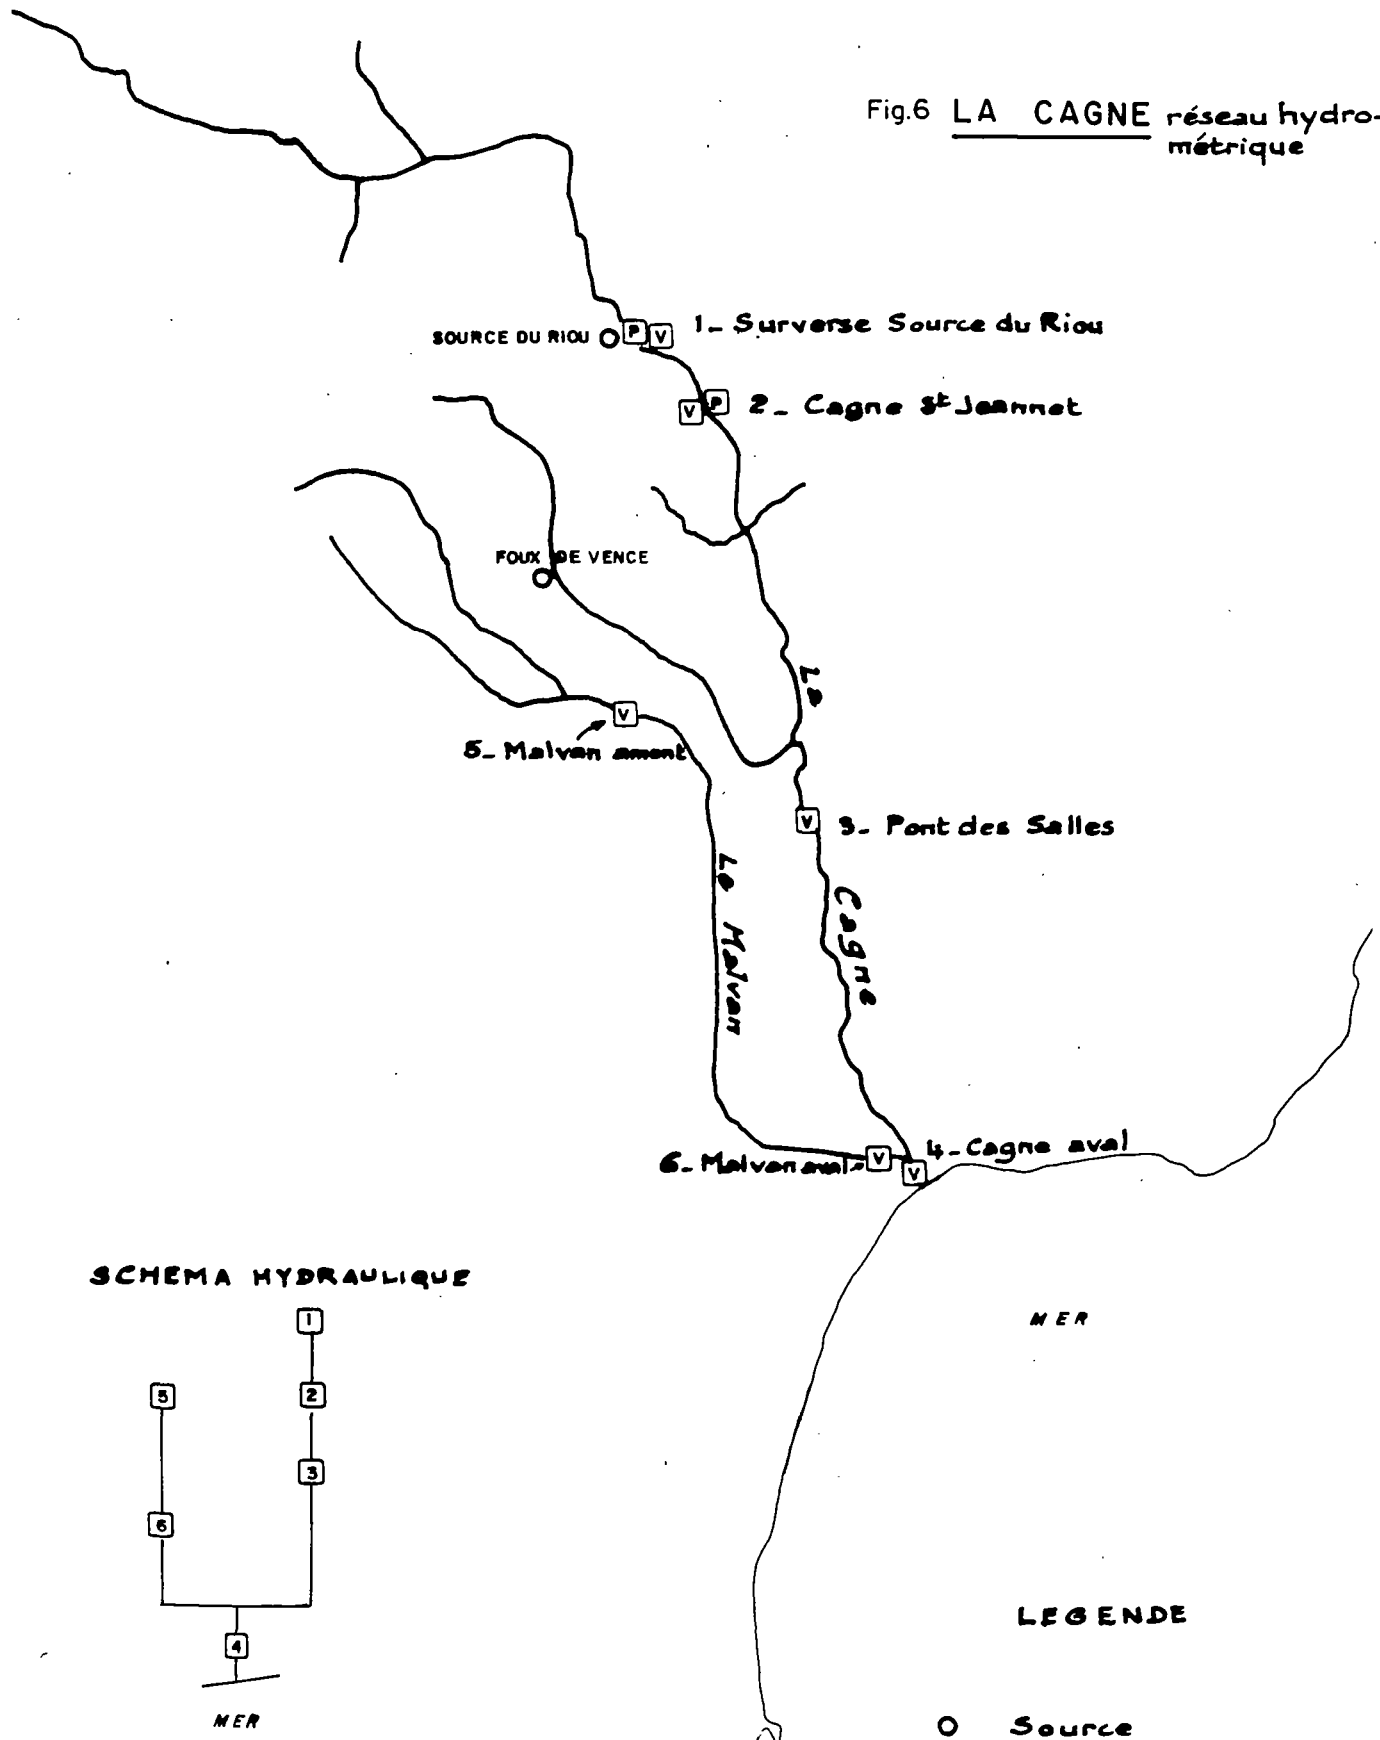 Fig.6 LA CAGNE réseau hydro-
métrique
SOURCE DU RIOU
P
V
1_ Surverse Source du Riou
V
P
2_ Cagne St Jeannet
FOUX DE VENCE
La
V
5_ Malvan amont
V
3_ Pont des Salles
Le Malvan
Cagne
6_ Malvan aval
V
V
4_Cagne aval
SCHEMA HYDRAULIQUE
1
5
2
3
6
4
MER
MER
LEGENDE
Source